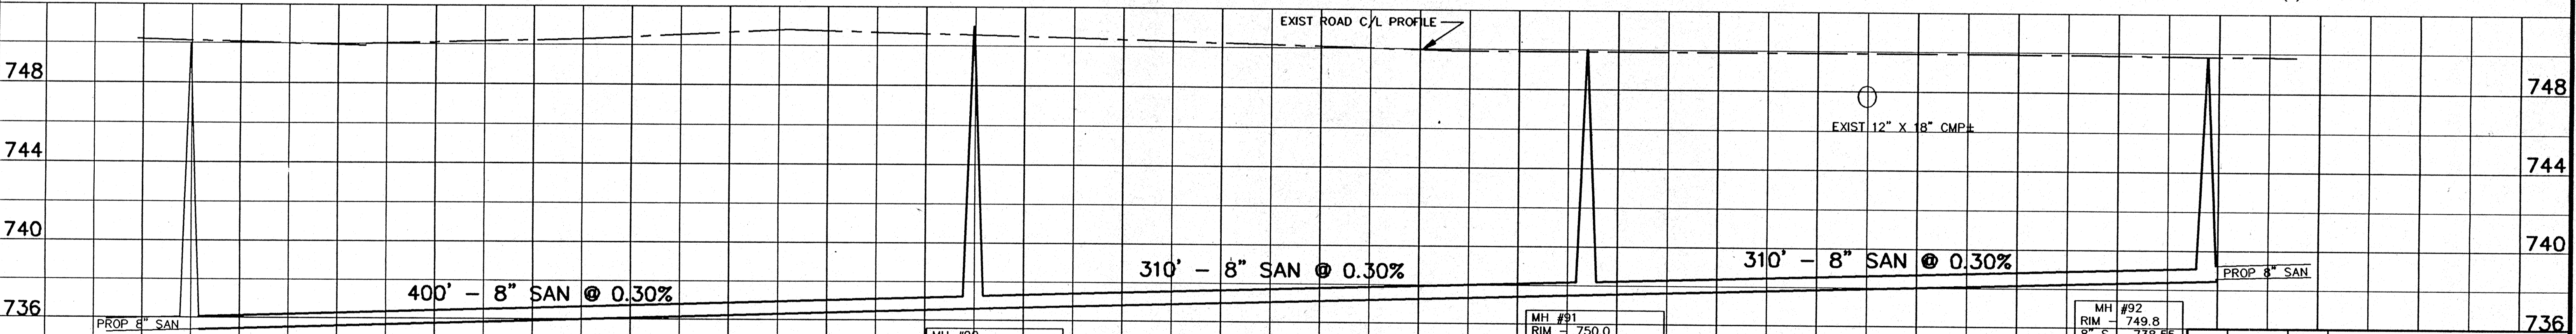 EXIST ROAD C/L PROFILE
748
748
EXIST 12" X 18" CMP±
744
744
740
740
310' - 8" SAN @ 0.30%
310' - 8" SAN @ 0.30%
PROP 8" SAN
400' - 8" SAN @ 0.30%
736
736
PROP 8" SAN
MH #91
RIM - 750.0
MH #92
RIM - 749.8